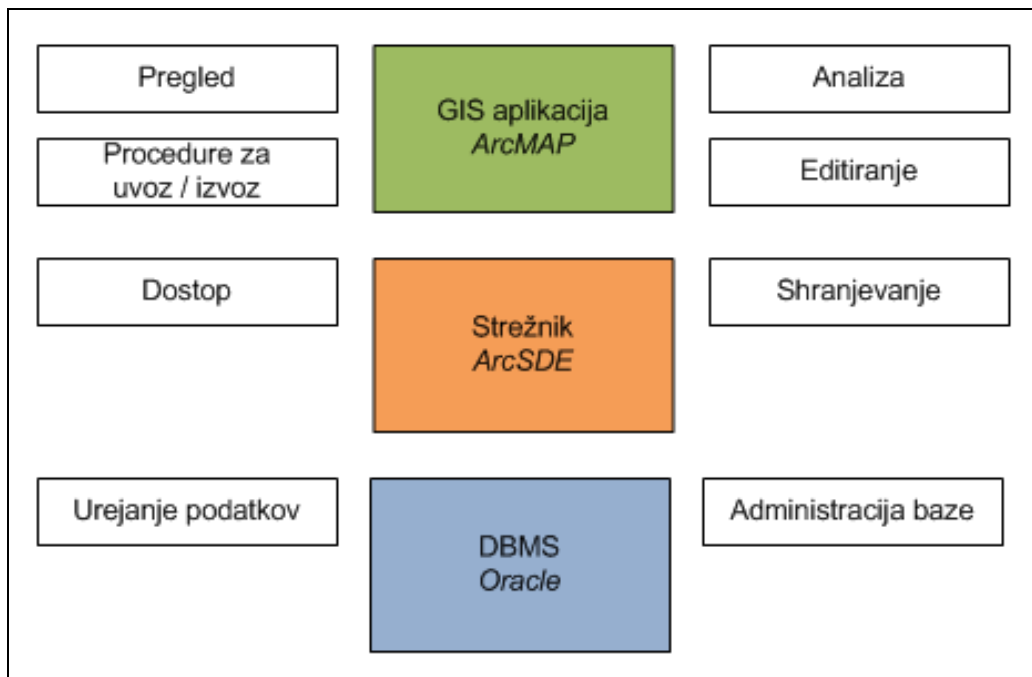 Pregled
GIS aplikacija
ArcMAP
Analiza
Procedure za
uvoz / izvoz
Editiranje
Dostop
Strežnik
ArcSDE
Shranjevanje
Urejanje podatkov
DBMS
Oracle
Administracija baze